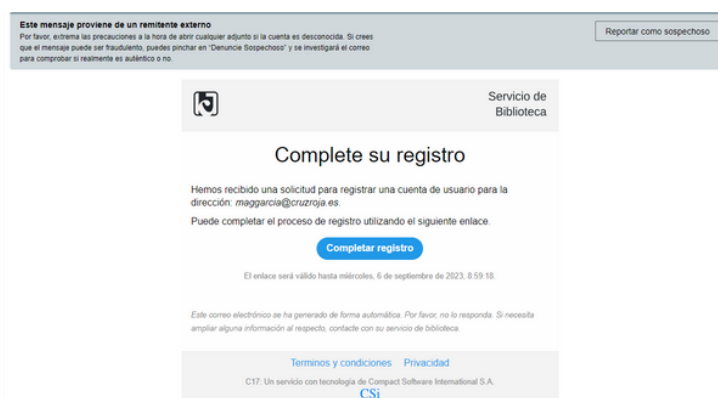 Este mensaje proviene de un remitente externo
Por favor, extrema las precauciones a la hora de abrir cualquier adjunto si la cuenta es desconocida. Si crees
que el mensaje puede ser fraudulento, puedes pinchar en "Denuncie Sospechoso" y se investigará el correo
para comprobar si realmente es auténtico o no.
Reportar como sospechoso
Servicio de
Biblioteca
Complete su registro
Hemos recibido una solicitud para registrar una cuenta de usuario para la
dirección: maggarcia@cruzroja.es.
Puede completar el proceso de registro utilizando el siguiente enlace.
Completar registro
El enlace será válido hasta miércoles, 6 de septiembre de 2023, 8:59:18.
Este correo electrónico se ha generado de forma automática. Por favor, no lo responda. Si necesita
ampliar alguna información al respecto, contacte con su servicio de biblioteca.
Terminos y condiciones Privacidad
C17: Un servicio con tecnología de Compact Software International S.A.
CSi